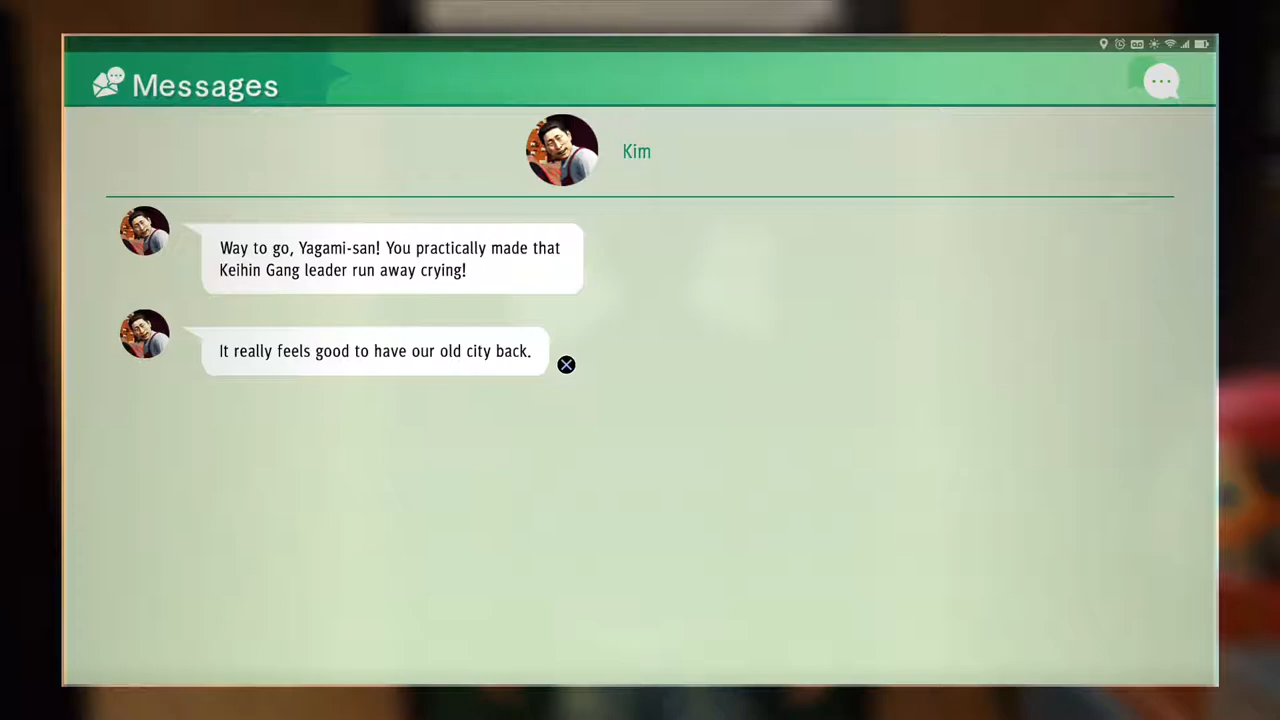 Messages
Kim
Way to go, Yagami-san! You practically made that
Keihin Gang leader run away crying!
It really feels good to have our old city back.